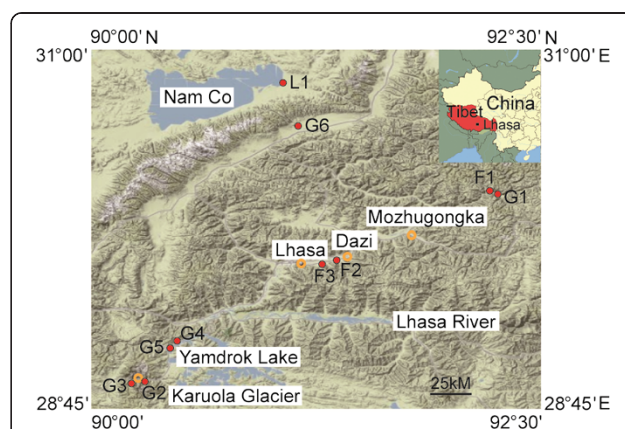 90°00′N 92°30′N
31°00′ 31°00′E
L1
Nam Co
G6
China
Tibet
Lhasa
F1
G1
Mozhugongka
Dazi
Lhasa
F2
F3
Lhasa River
G4
G5
Yamdrok Lake
G3
G2
Karuola Glacier
25kM
28°45′ 28°45′E
90°00′ 92°30′